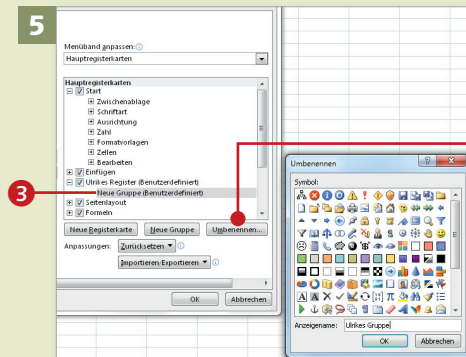 5
Menüband anpassen:
Hauptregisterkarten
Hauptregisterkarten
Start
Zwischenablage
Schriftart
Ausrichtung
Zahl
Formatvorlagen
Zellen
Bearbeiten
Einfügen
Ulrikes Register (Benutzerdefiniert)
Neue Gruppe (Benutzerdefiniert)
3
Seitenlayout
Formeln
Neue Registerkarte Neue Gruppe Umbenennen...
Anpassungen: Zurücksetzen
Importieren/Exportieren
OK Abbrechen
Umbenennen
Symbol:
Anzeigename: Ulrikes Gruppe
OK Abbrechen